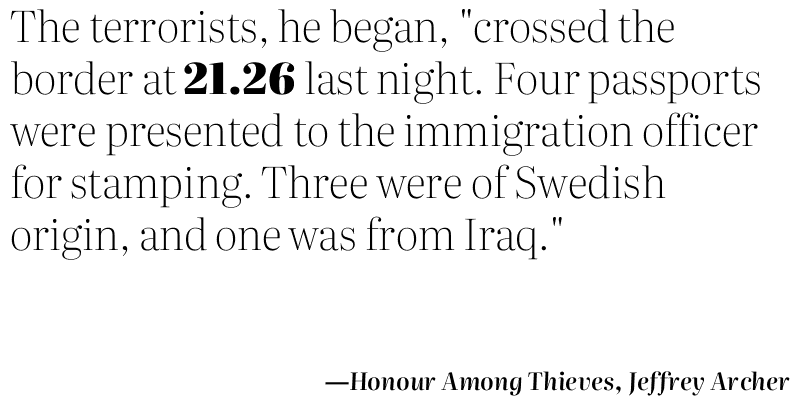 The terrorists, he began, "crossed the
border at 21.26 last night. Four passports
were presented to the immigration officer
for stamping. Three were of Swedish
origin, and one was from Iraq."
—Honour Among Thieves, Jeffrey Archer